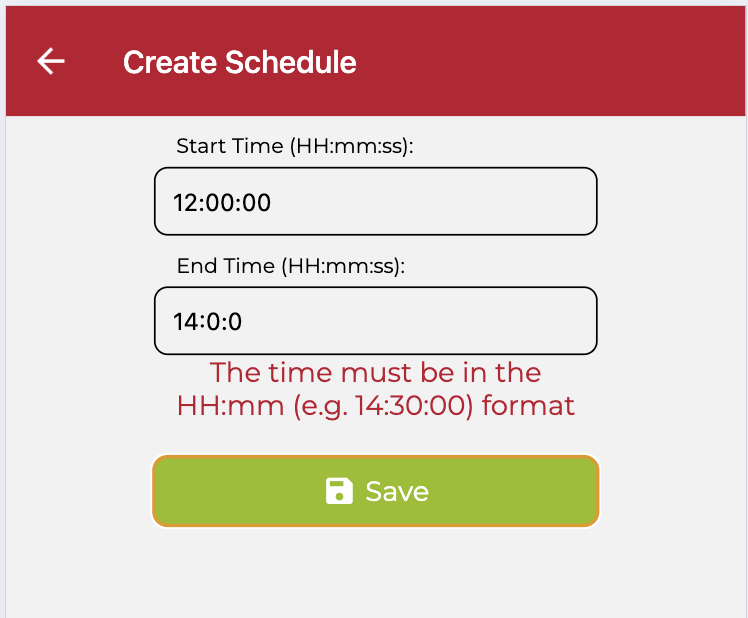 Create Schedule
Start Time (HH:mm:ss):
12:00:00
End Time (HH:mm:ss):
14:0:0
The time must be in the
HH:mm (e.g. 14:30:00) format
Save